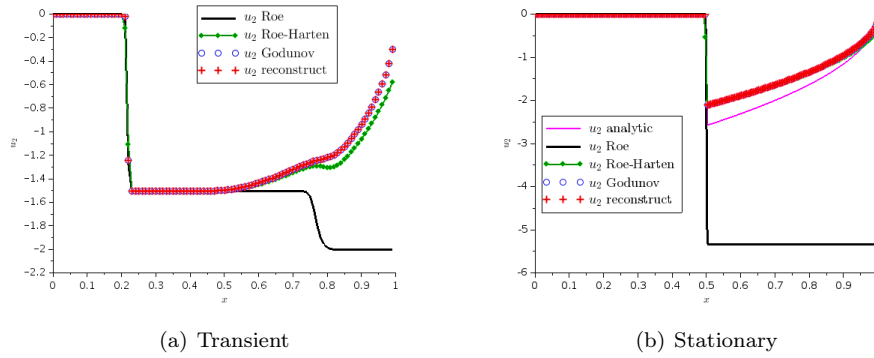 0
-0.2
-0.4
-0.6
-0.8
-1
-1.2
-1.4
-1.6
-1.8
-2
-2.2
u₂
0 0.1 0.2 0.3 0.4 0.5 0.6 0.7 0.8 0.9 1
x
u₂ Roe
u₂ Roe-Harten
u₂ Godunov
u₂ reconstruct
(a) Transient
0
-1
-2
-3
-4
-5
-6
u₂
0 0.1 0.2 0.3 0.4 0.5 0.6 0.7 0.8 0.9
x
u₂ analytic
u₂ Roe
u₂ Roe-Harten
u₂ Godunov
u₂ reconstruct
(b) Stationary